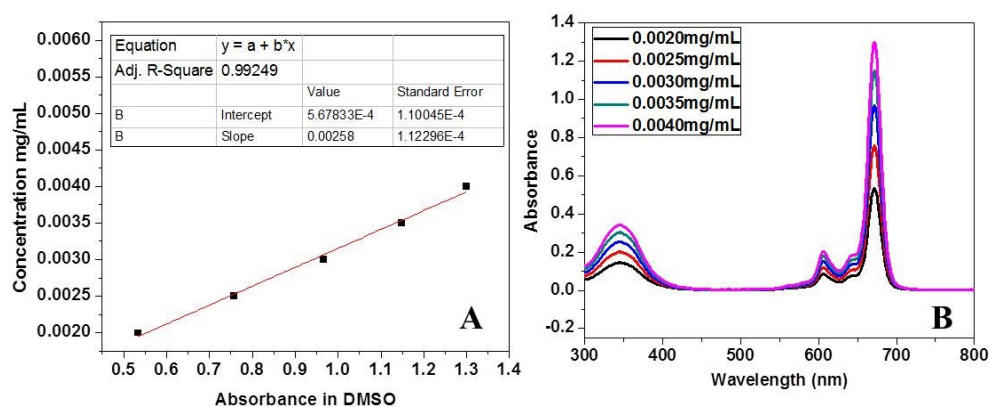 0.0060
0.0055
0.0050
0.0045
0.0040
0.0035
0.0030
0.0025
0.0020
Concentration mg/mL
Equation y = a + b*x
Adj. R-Square 0.99249
Value Standard Error
B Intercept 5.67833E-4 1.10045E-4
B Slope 0.00258 1.12296E-4
A
0.5 0.6 0.7 0.8 0.9 1.0 1.1 1.2 1.3 1.4
Absorbance in DMSO
B
1.4
1.2
1.0
0.8
0.6
0.4
0.2
0.0
-0.2
Absorbance
0.0020mg/mL
0.0025mg/mL
0.0030mg/mL
0.0035mg/mL
0.0040mg/mL
B
300 400 500 600 700 800
Wavelength (nm)